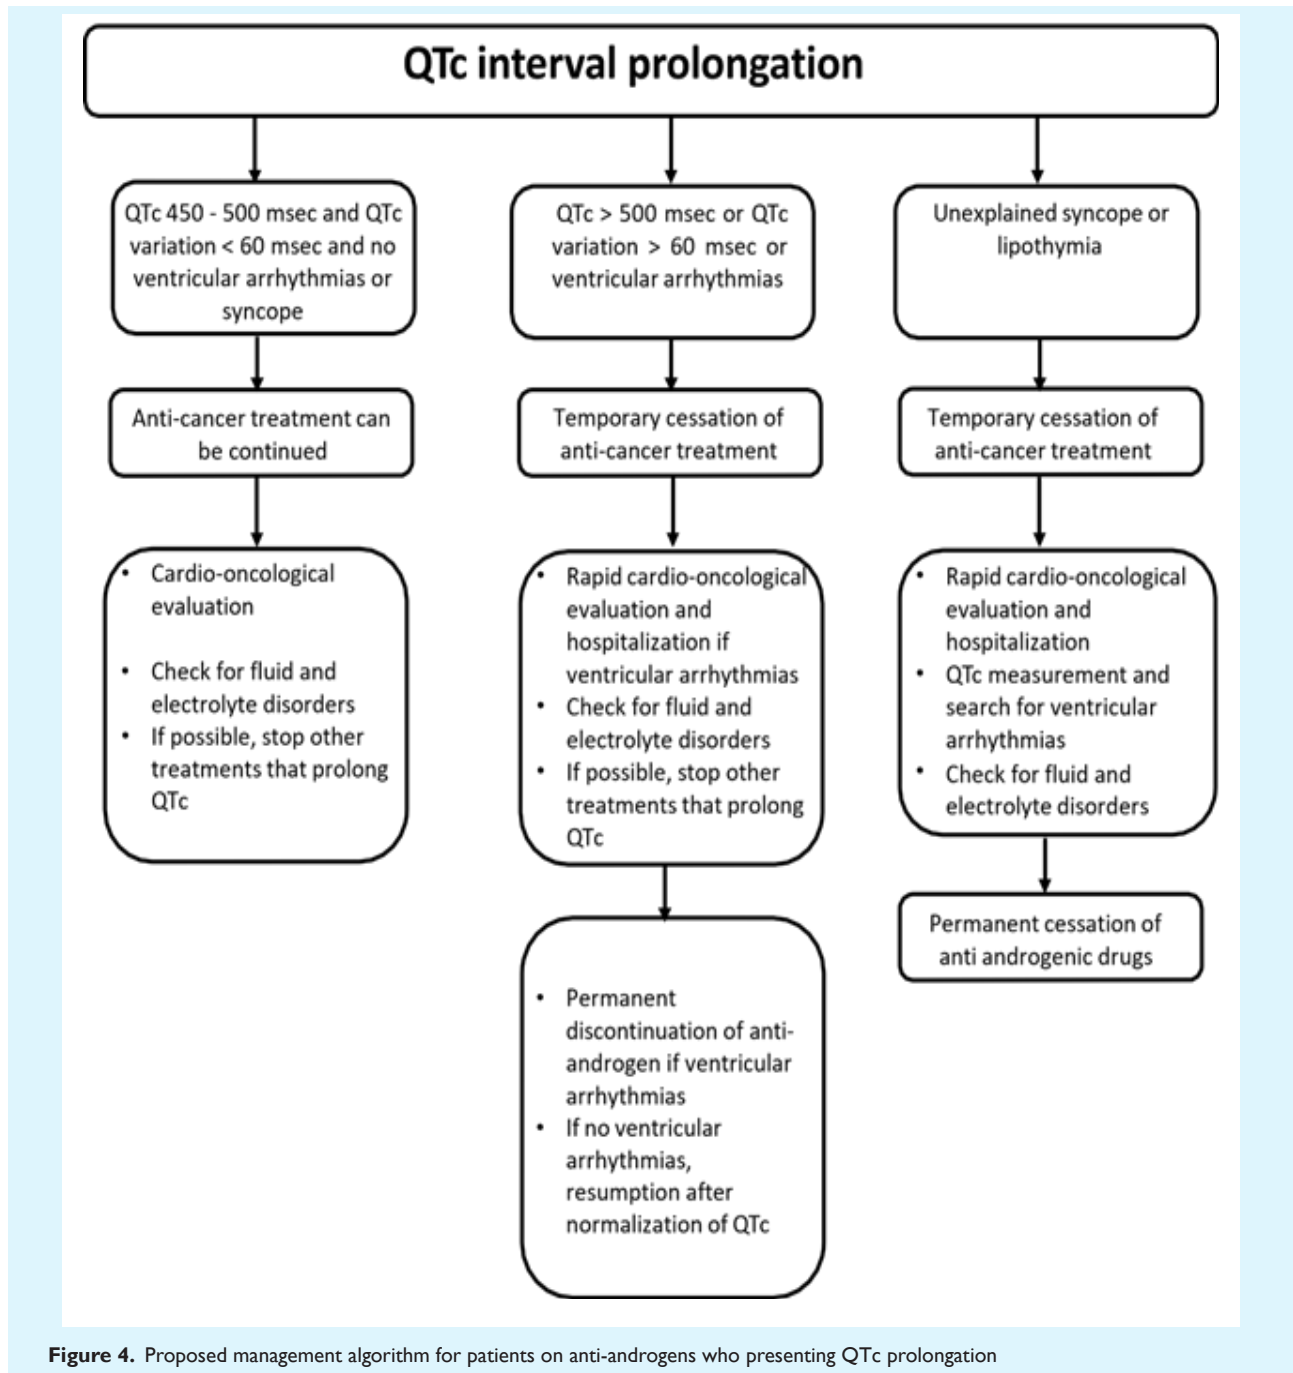 QTc interval prolongation
QTc 450 - 500 msec and QTc
variation < 60 msec and no
ventricular arrhythmias or
syncope
Anti-cancer treatment can
be continued
• Cardio-oncological
evaluation
• Check for fluid and
electrolyte disorders
• If possible, stop other
treatments that prolong
QTc
QTc > 500 msec or QTc
variation > 60 msec or
ventricular arrhythmias
Temporary cessation of
anti-cancer treatment
• Rapid cardio-oncological
evaluation and
hospitalization if
ventricular arrhythmias
• Check for fluid and
electrolyte disorders
• If possible, stop other
treatments that prolong
QTc
• Permanent
discontinuation of anti-
androgen if ventricular
arrhythmias
• If no ventricular
arrhythmias,
resumption after
normalization of QTc
Unexplained syncope or
lipothymia
Temporary cessation of
anti-cancer treatment
• Rapid cardio-oncological
evaluation and
hospitalization
• QTc measurement and
search for ventricular
arrhythmias
• Check for fluid and
electrolyte disorders
Permanent cessation of
anti androgenic drugs
Figure 4. Proposed management algorithm for patients on anti-androgens who presenting QTc prolongation